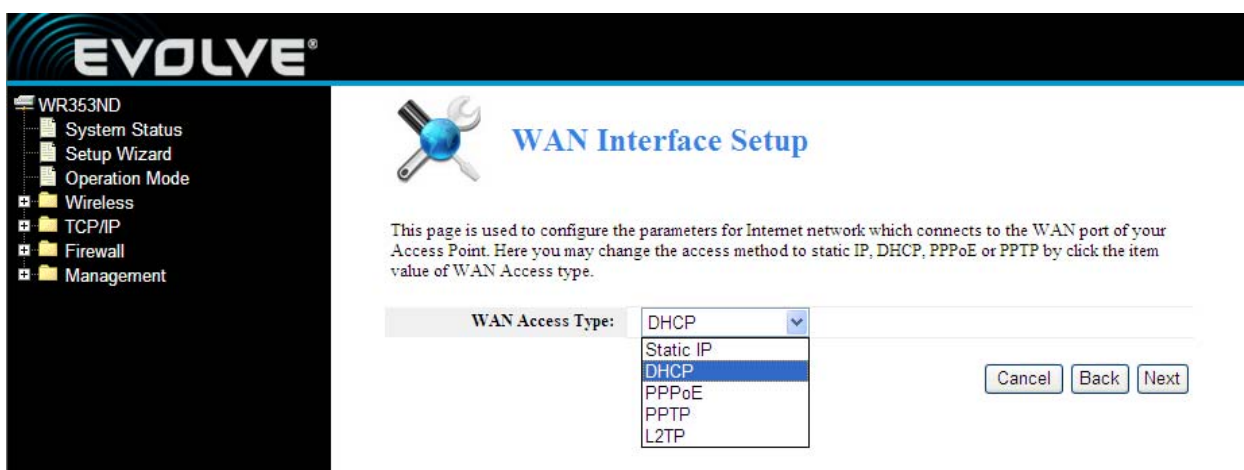 EVOLVE®
WR353ND
System Status
Setup Wizard
Operation Mode
Wireless
TCP/IP
Firewall
Management
WAN Interface Setup
This page is used to configure the parameters for Internet network which connects to the WAN port of your
Access Point. Here you may change the access method to static IP, DHCP, PPPoE or PPTP by click the item
value of WAN Access type.
WAN Access Type: DHCP
Static IP
DHCP
PPPoE
PPTP
L2TP
Cancel Back Next